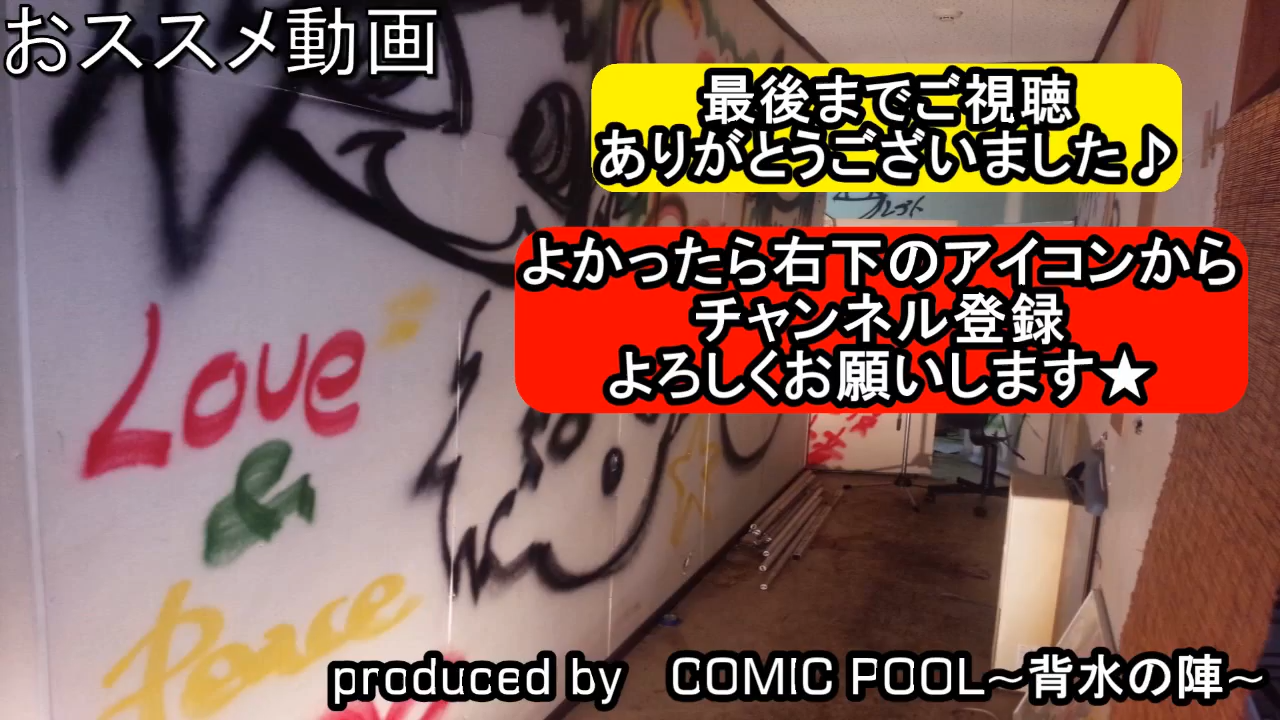 おススメ動画
最後までご視聴
ありがとうございました♪
よかったら右下のアイコンから
チャンネル登録
よろしくお願いします★
Love
&
Peace
produced by　COMIC POOL~背水の陣~